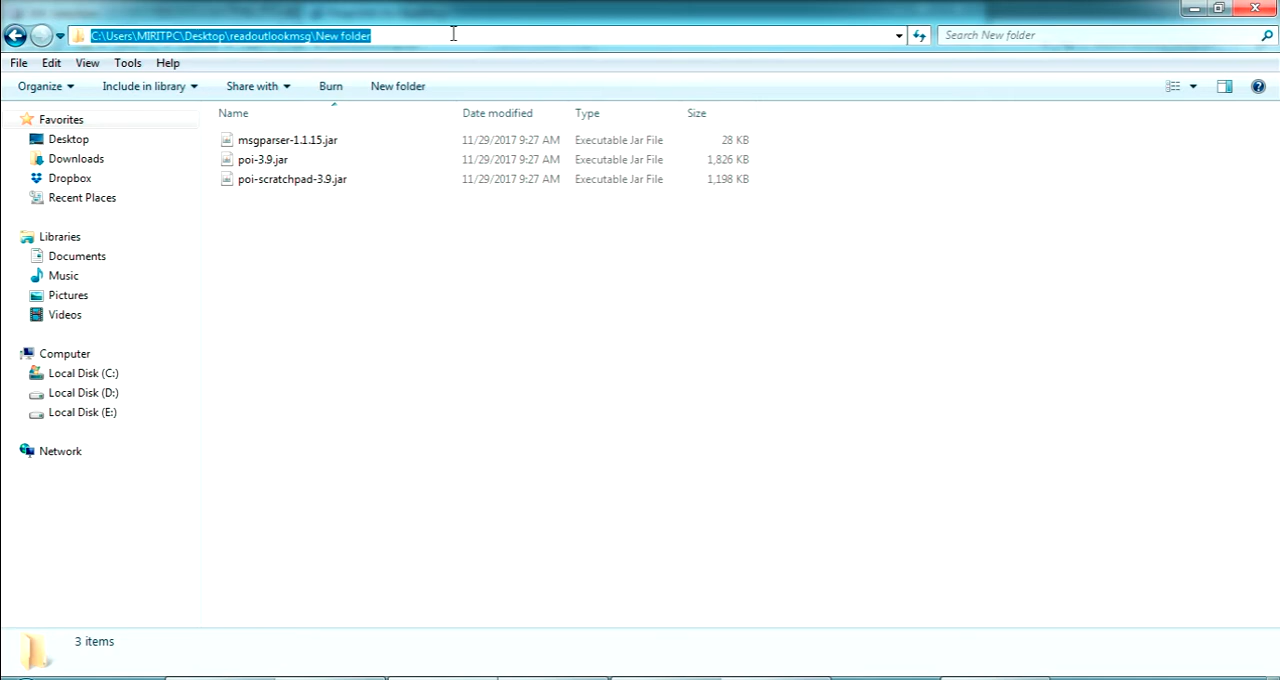 C:\Users\MIRITPC\Desktop\readoutlookmsg\New folder
Search New folder
File Edit View Tools Help
Organize Include in library Share with Burn New folder
Name Date modified Type Size
msgparser-1.1.15.jar 11/29/2017 9:27 AM Executable Jar File 28 KB
poi-3.9.jar 11/29/2017 9:27 AM Executable Jar File 1,826 KB
poi-scratchpad-3.9.jar 11/29/2017 9:27 AM Executable Jar File 1,198 KB
Favorites
Desktop
Downloads
Dropbox
Recent Places
Libraries
Documents
Music
Pictures
Videos
Computer
Local Disk (C:)
Local Disk (D:)
Local Disk (E:)
Network
3 items